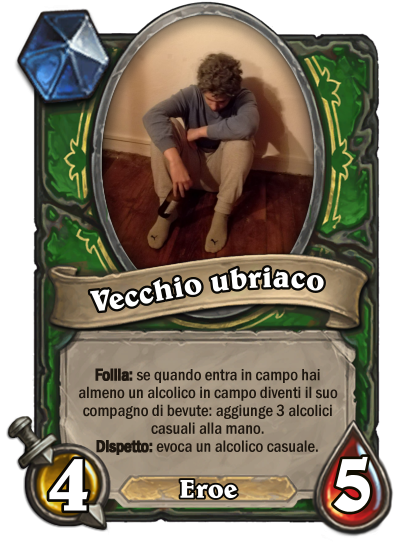 Vecchio ubriaco
Follia: se quando entra in campo hai
almeno un alcolico in campo diventi il suo
compagno di bevute: aggiunge 3 alcolici
casuali alla mano.
Dispetto: evoca un alcolico casuale.
4
Eroe
5